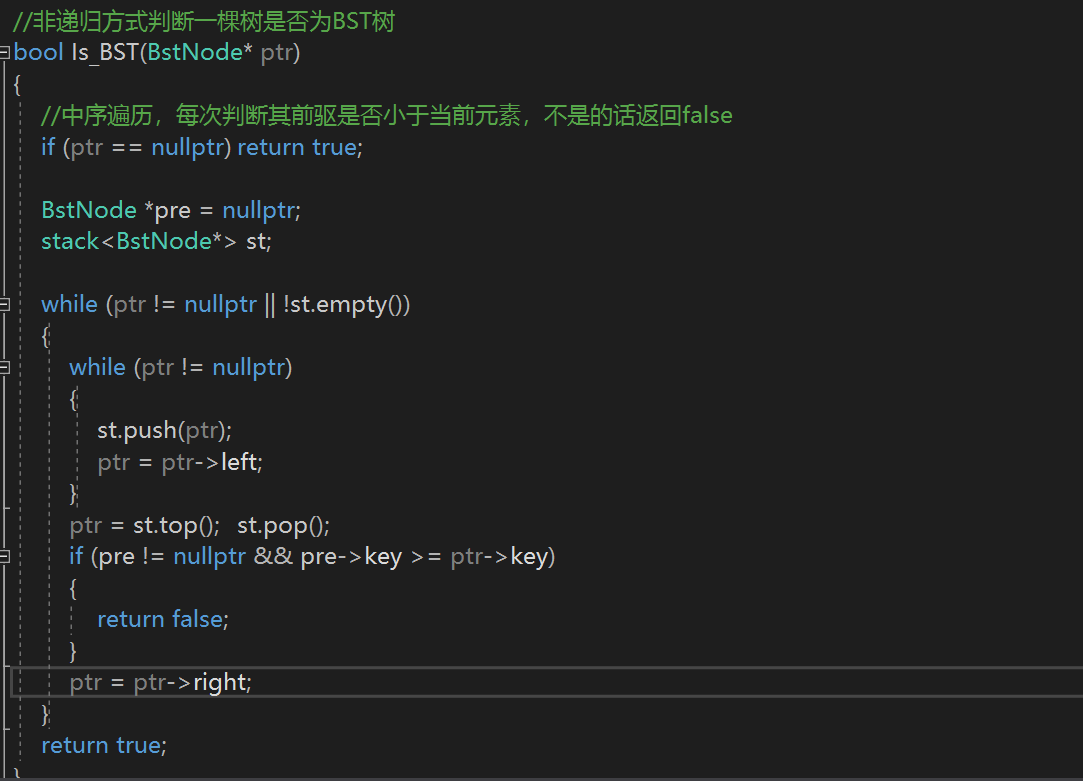 //非递归方式判断一棵树是否为BST树
bool Is_BST(BstNode* ptr)
{
//中序遍历，每次判断其前驱是否小于当前元素，不是的话返回false
if (ptr == nullptr) return true;
BstNode *pre = nullptr;
stack<BstNode*> st;
while (ptr != nullptr || !st.empty())
{
while (ptr != nullptr)
{
st.push(ptr);
ptr = ptr->left;
}
ptr = st.top();  st.pop();
if (pre != nullptr && pre->key >= ptr->key)
{
return false;
}
ptr = ptr->right;
}
return true;
}